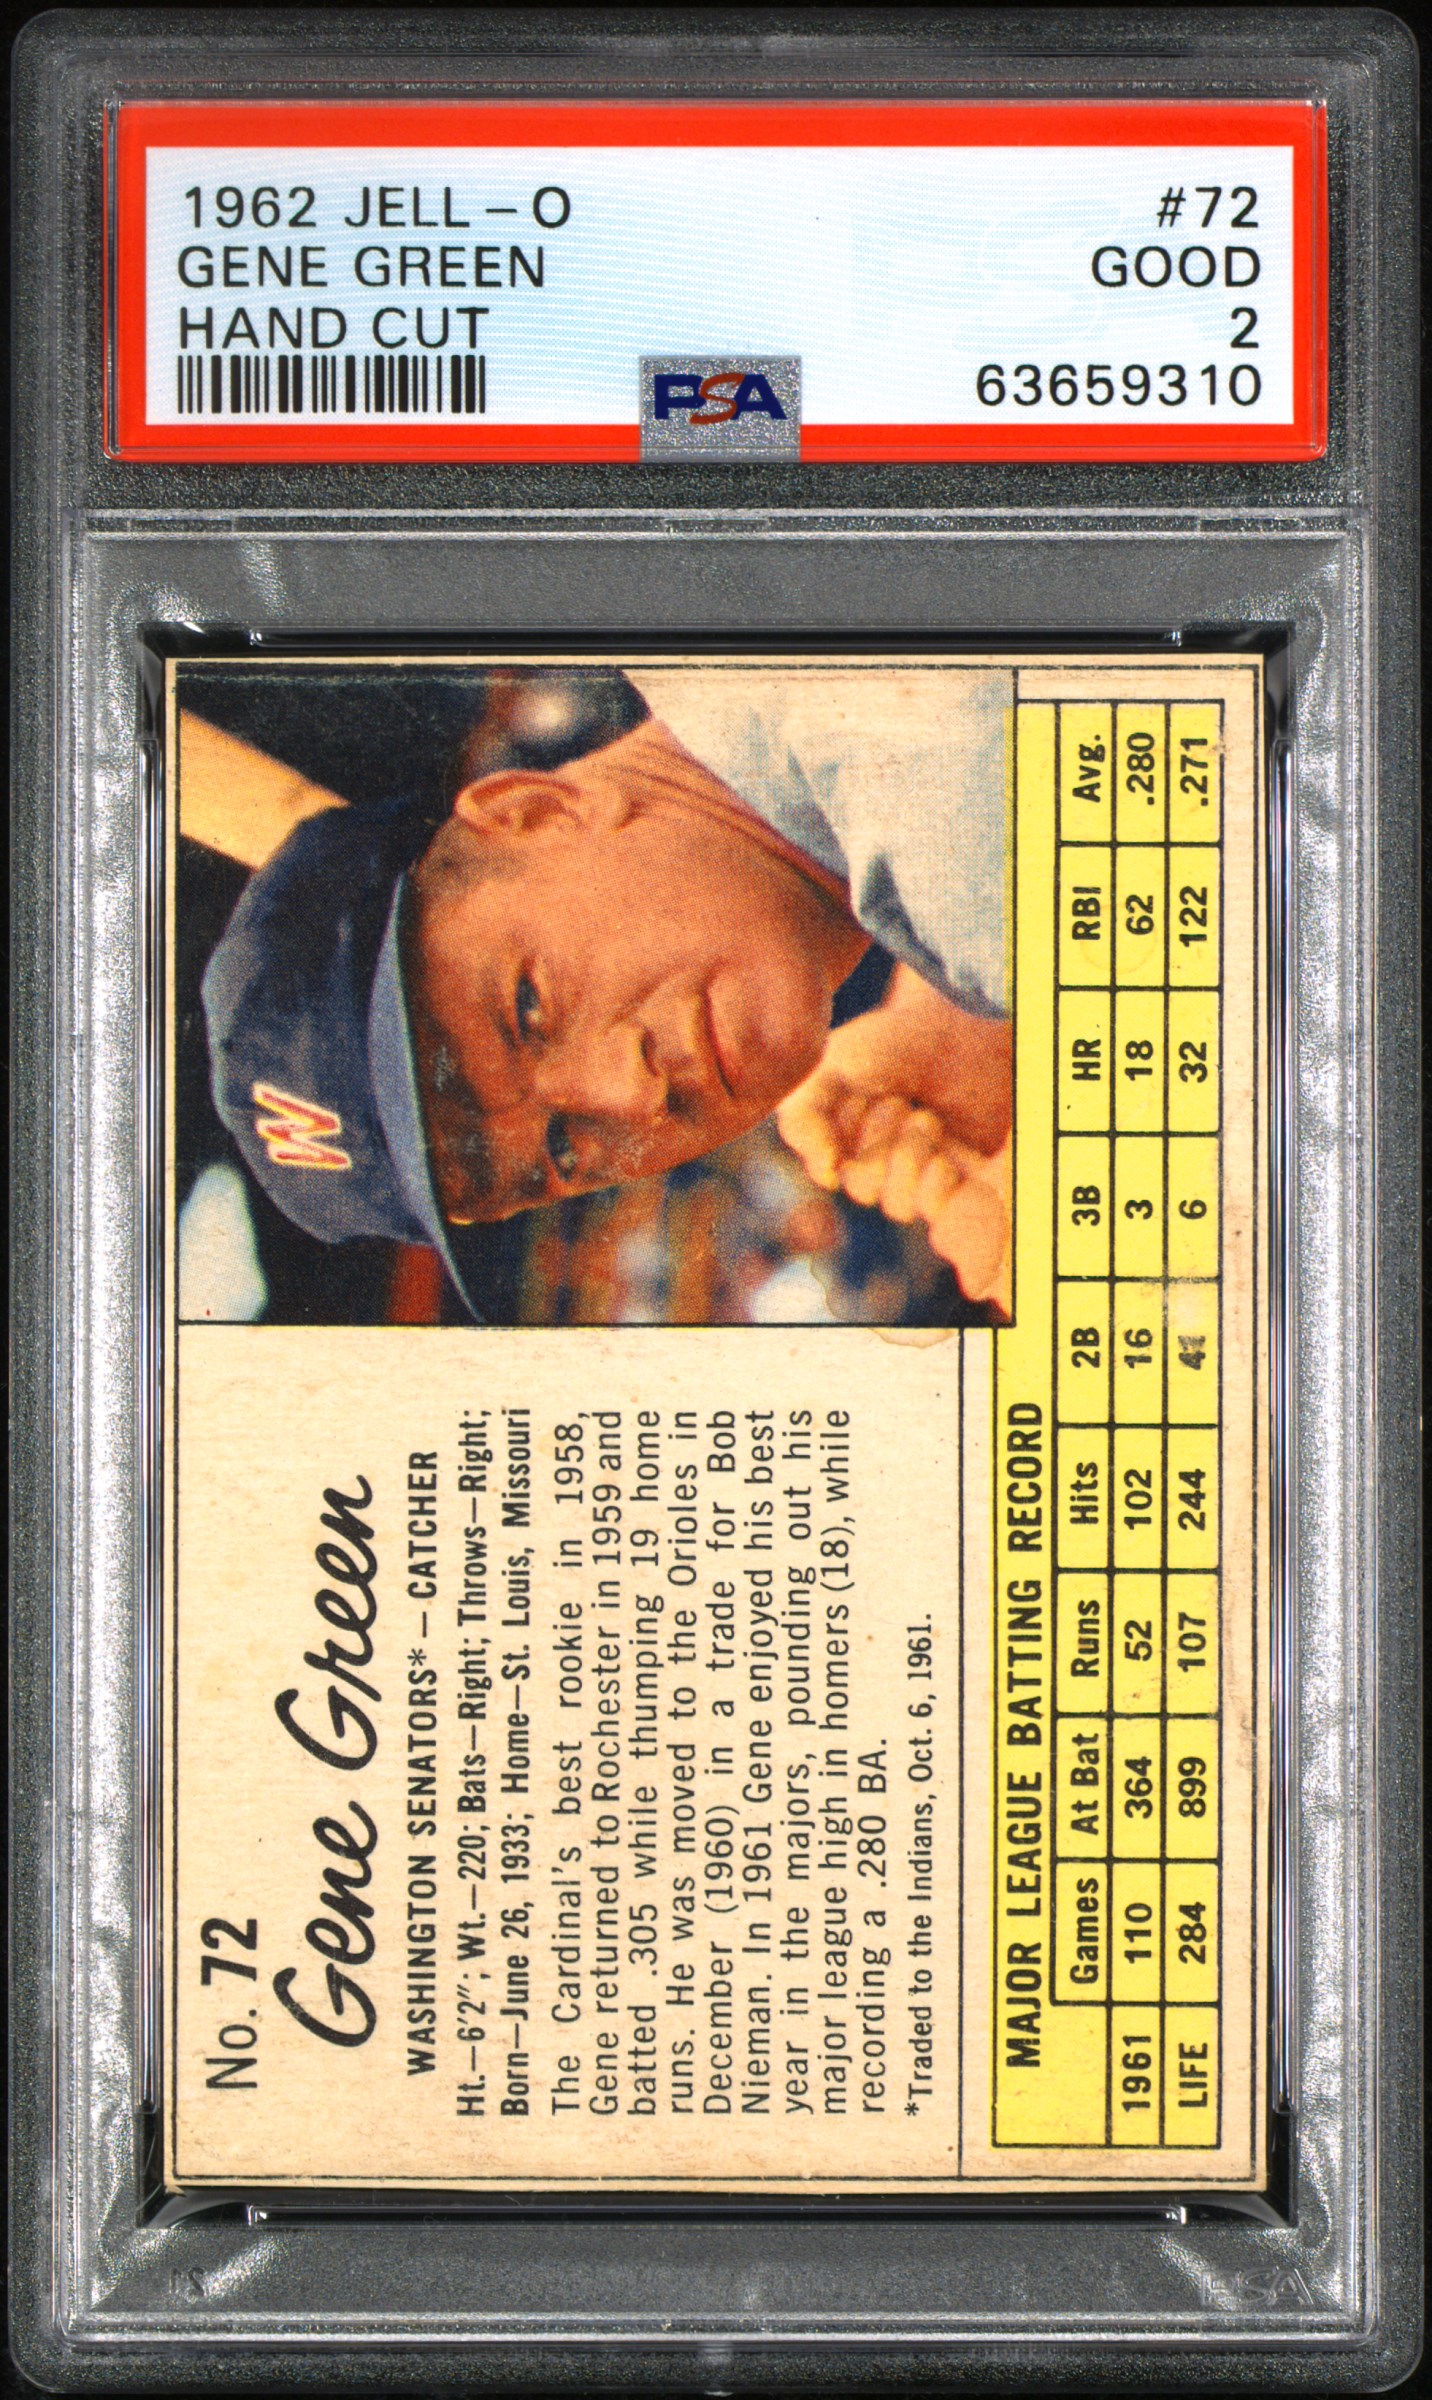 1962 JELL-O #72
GENE GREEN GOOD
HAND CUT 2
PSA 63659310
No. 72
Gene Green
WASHINGTON SENATORS* – CATCHER
Ht.—6'2"; Wt.—220; Bats—Right; Throws—Right;
Born—June 26, 1933; Home—St. Louis, Missouri
The Cardinal's best rookie in 1958,
Gene returned to Rochester in 1959 and
batted .305 while thumping 19 home
runs. He was moved to the Orioles in
December (1960) in a trade for Bob
Nieman. In 1961 Gene enjoyed his best
year in the majors, pounding out his
major league high in homers (18), while
recording a .280 BA.
*Traded to the Indians, Oct. 6, 1961.
W
MAJOR LEAGUE BATTING RECORD
Games At Bat Runs Hits 2B 3B HR RBI Avg.
1961 110 364 52 102 16 3 18 62 .280
LIFE 284 899 107 244 6 32 122 .271
PSA